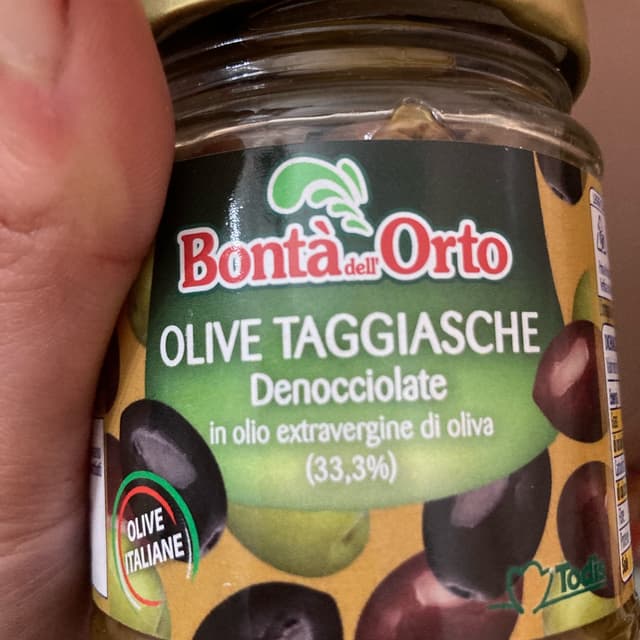 Bontà dell' Orto
OLIVE TAGGIASCHE
Denocciolate
in olio extravergine di oliva
(33,3%)
OLIVE
ITALIANE
Todis